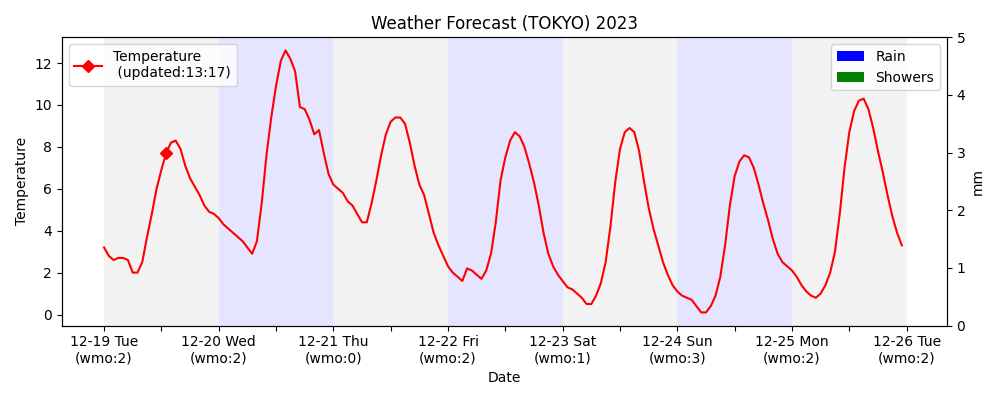 Weather Forecast (TOKYO) 2023
Temperature
(updated:13:17)
Rain
Showers
Temperature
12
10
8
6
4
2
0
5
4
3
2
1
0
mm
12-19 Tue
(wmo:2)
12-20 Wed
(wmo:2)
12-21 Thu
(wmo:0)
12-22 Fri
(wmo:2)
12-23 Sat
(wmo:1)
12-24 Sun
(wmo:3)
12-25 Mon
(wmo:2)
12-26 Tue
(wmo:2)
Date